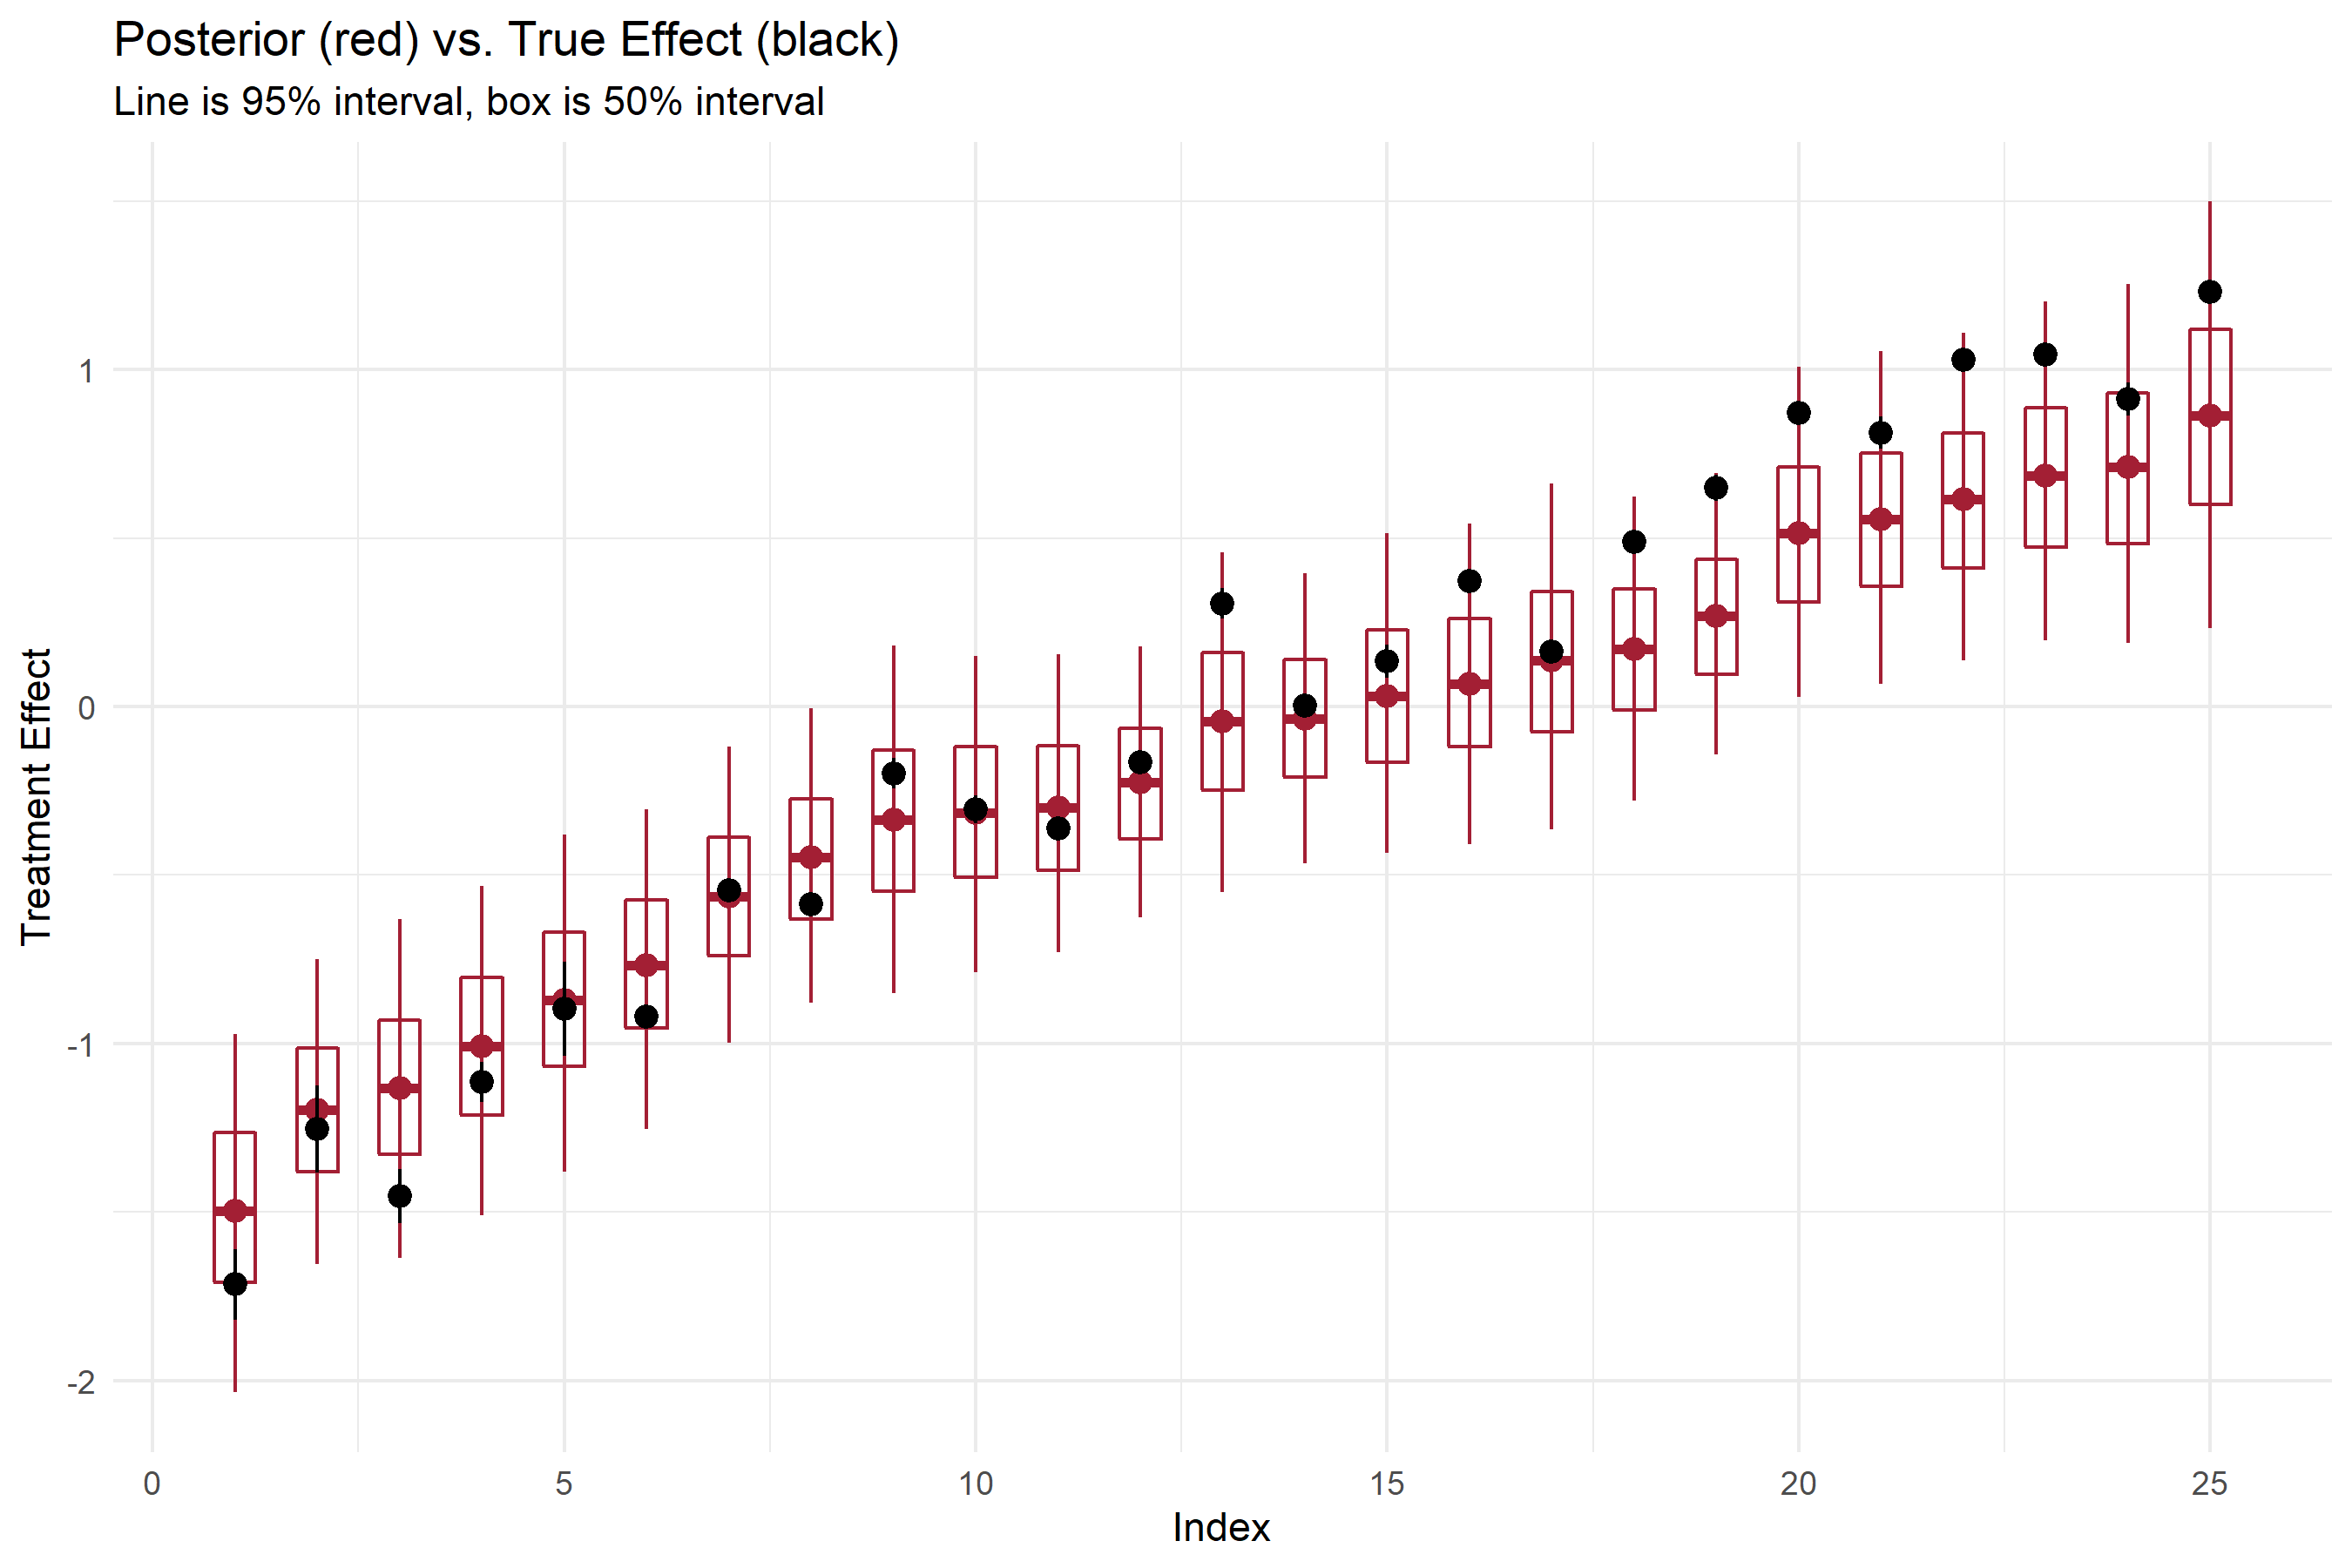 Posterior (red) vs. True Effect (black)
Line is 95% interval, box is 50% interval
Treatment Effect
1
0
-1
-2
0 5 10 15 20 25
Index